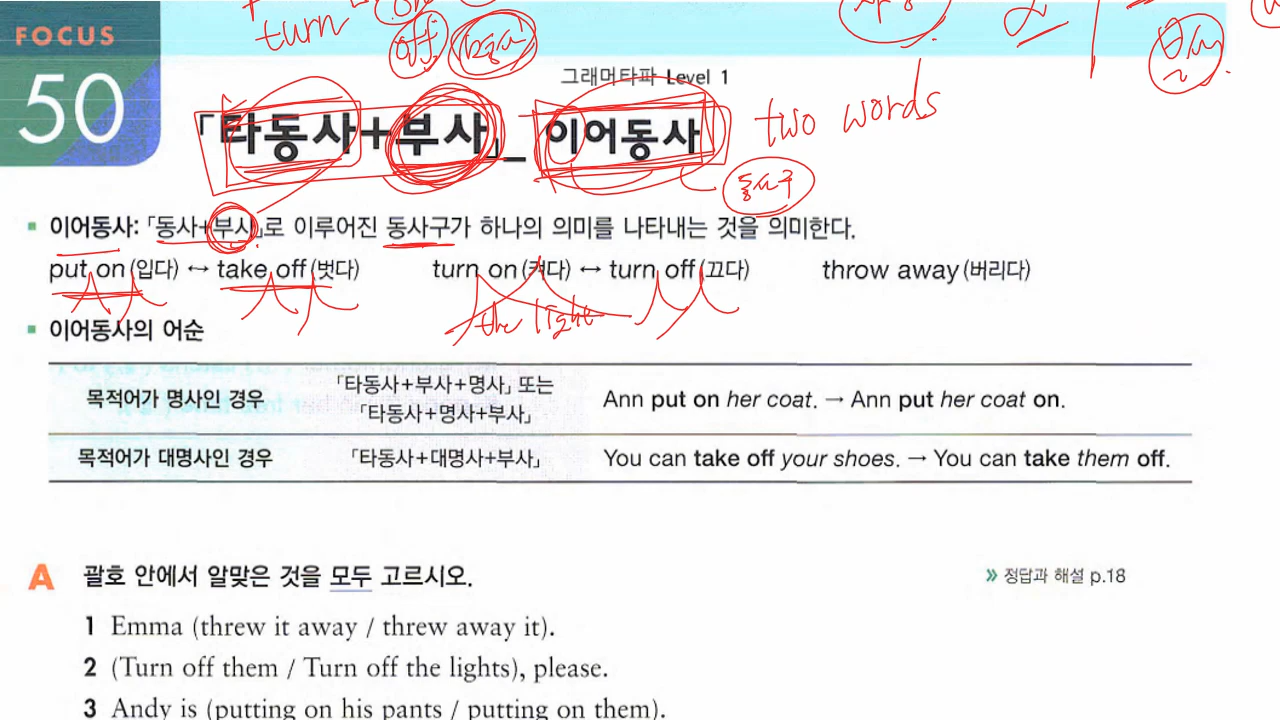 turn
on
off
FOCUS
50
그래머타파 Level 1
「타동사+부사」_ 이어동사
two words
동사구
이어동사: 「동사+부사」로 이루어진 동사구가 하나의 의미를 나타내는 것을 의미한다.
put on (입다) ↔ take off (벗다) turn on (켜다) ↔ turn off (끄다) throw away (버리다)
the light
이어동사의 어순
목적어가 명사인 경우 「타동사+부사+명사」 또는 「타동사+명사+부사」 Ann put on her coat. → Ann put her coat on.
목적어가 대명사인 경우 「타동사+대명사+부사」 You can take off your shoes. → You can take them off.
A 괄호 안에서 알맞은 것을 모두 고르시오. » 정답과 해설 p.18
1 Emma (threw it away / threw away it).
2 (Turn off them / Turn off the lights), please.
3 Andy is (putting on his pants / putting on them).